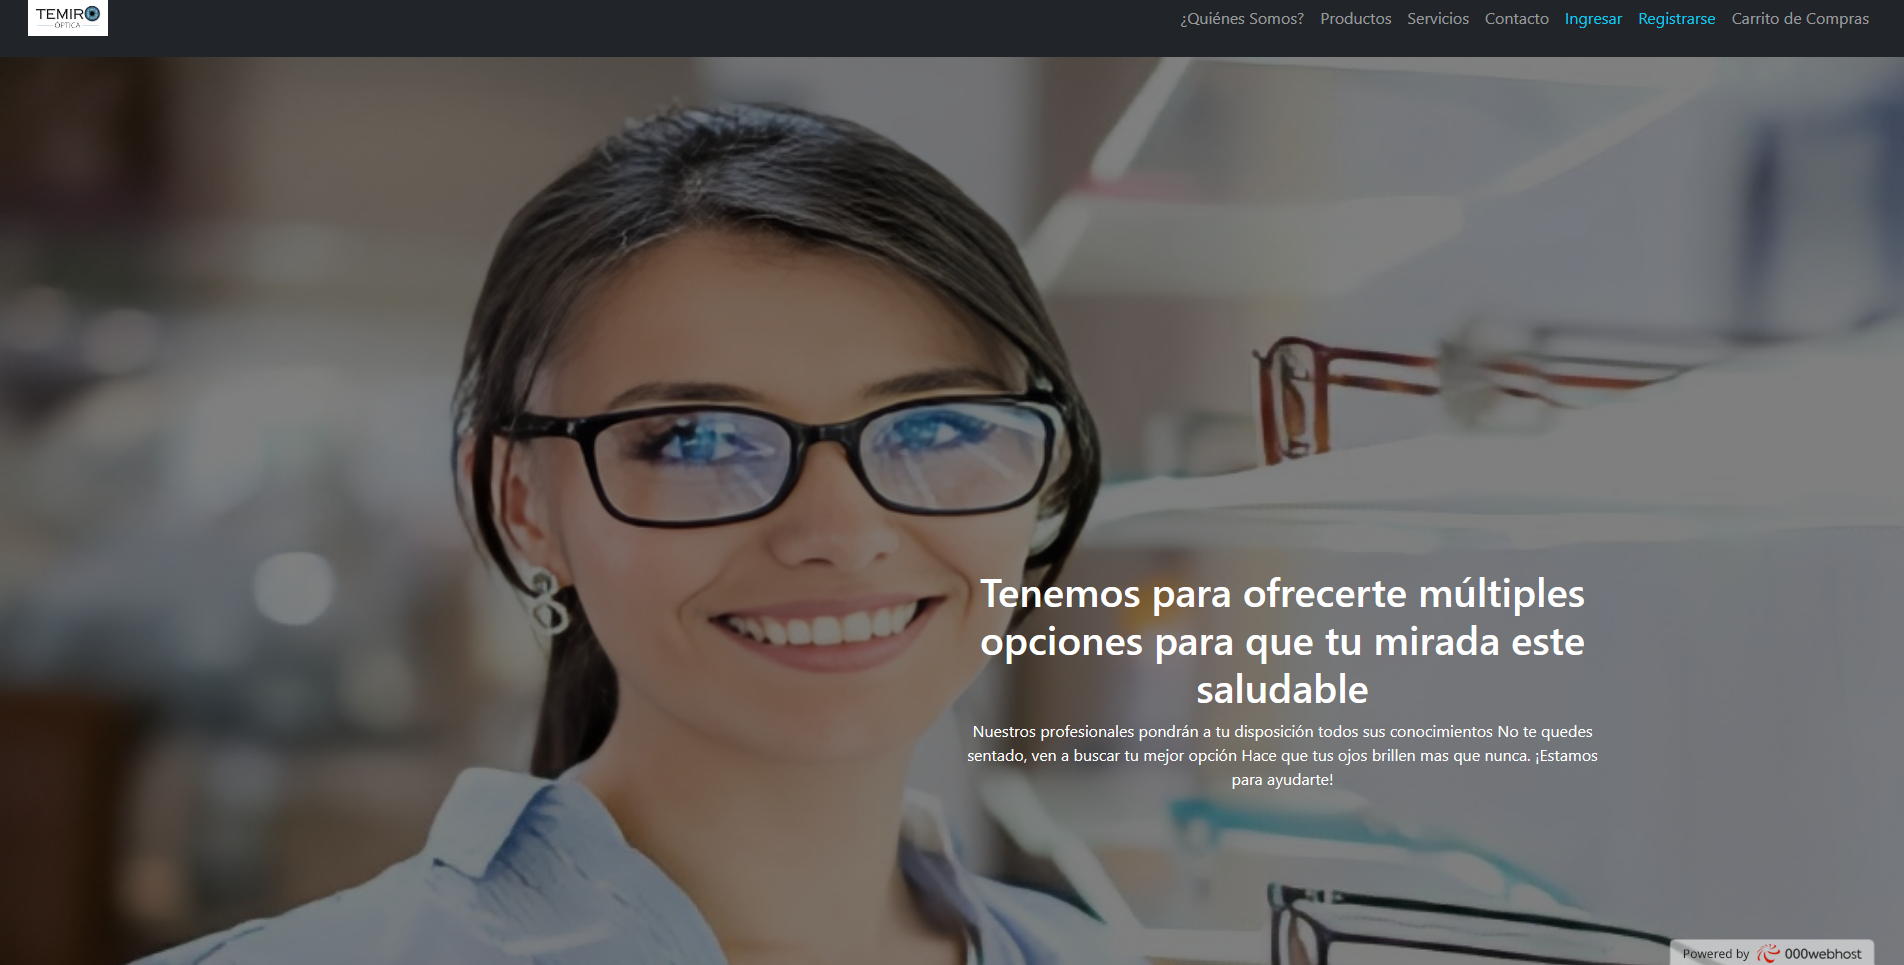 TEMIRO
ÓPTICA
¿Quiénes Somos? Productos Servicios Contacto Ingresar Registrarse Carrito de Compras
Tenemos para ofrecerte múltiples
opciones para que tu mirada este
saludable
Nuestros profesionales pondrán a tu disposición todos sus conocimientos No te quedes
sentado, ven a buscar tu mejor opción Hace que tus ojos brillen mas que nunca. ¡Estamos
para ayudarte!
Powered by 000webhost